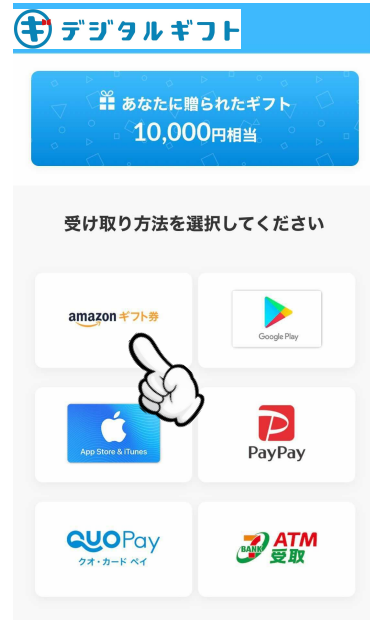 ギ デジタルギフト
あなたに贈られたギフト
10,000円相当
受け取り方法を選択してください
amazon ギフト券
Google Play
App Store & iTunes
PayPay
QUOPay
クオ・カード ペイ
7 BANK ATM
受取